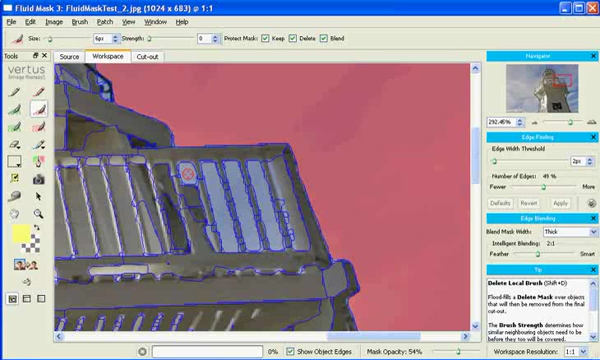 Fluid Mask 3: FluidMaskTest_2.jpg (1024 x 683) @ 1:1
File Edit View Image Brush Patch View Window Help
Size: 6px Strength: 0 Protect Mask: Keep Delete Blend
Tools
Source Workspace Cut-out
vertus
Navigator
292.45%
Edge Finding
Edge Width Threshold
2px
Number of Edges: 49 %
Fewer More
Defaults Revert Apply
Edge Blending
Blend Mask Width: Thick
Intelligent Blending: 2:1
Feather Smart
Tip
Delete Local Brush (Shift+D)
Flood-fills a Delete Mask over objects
that will then be removed from the final
cut-out.
The Brush Strength determines how
similar neighbouring objects need to be
before they too will be covered.
0% Show Object Edges Mask Opacity: 54% Workspace Resolution: 1:1